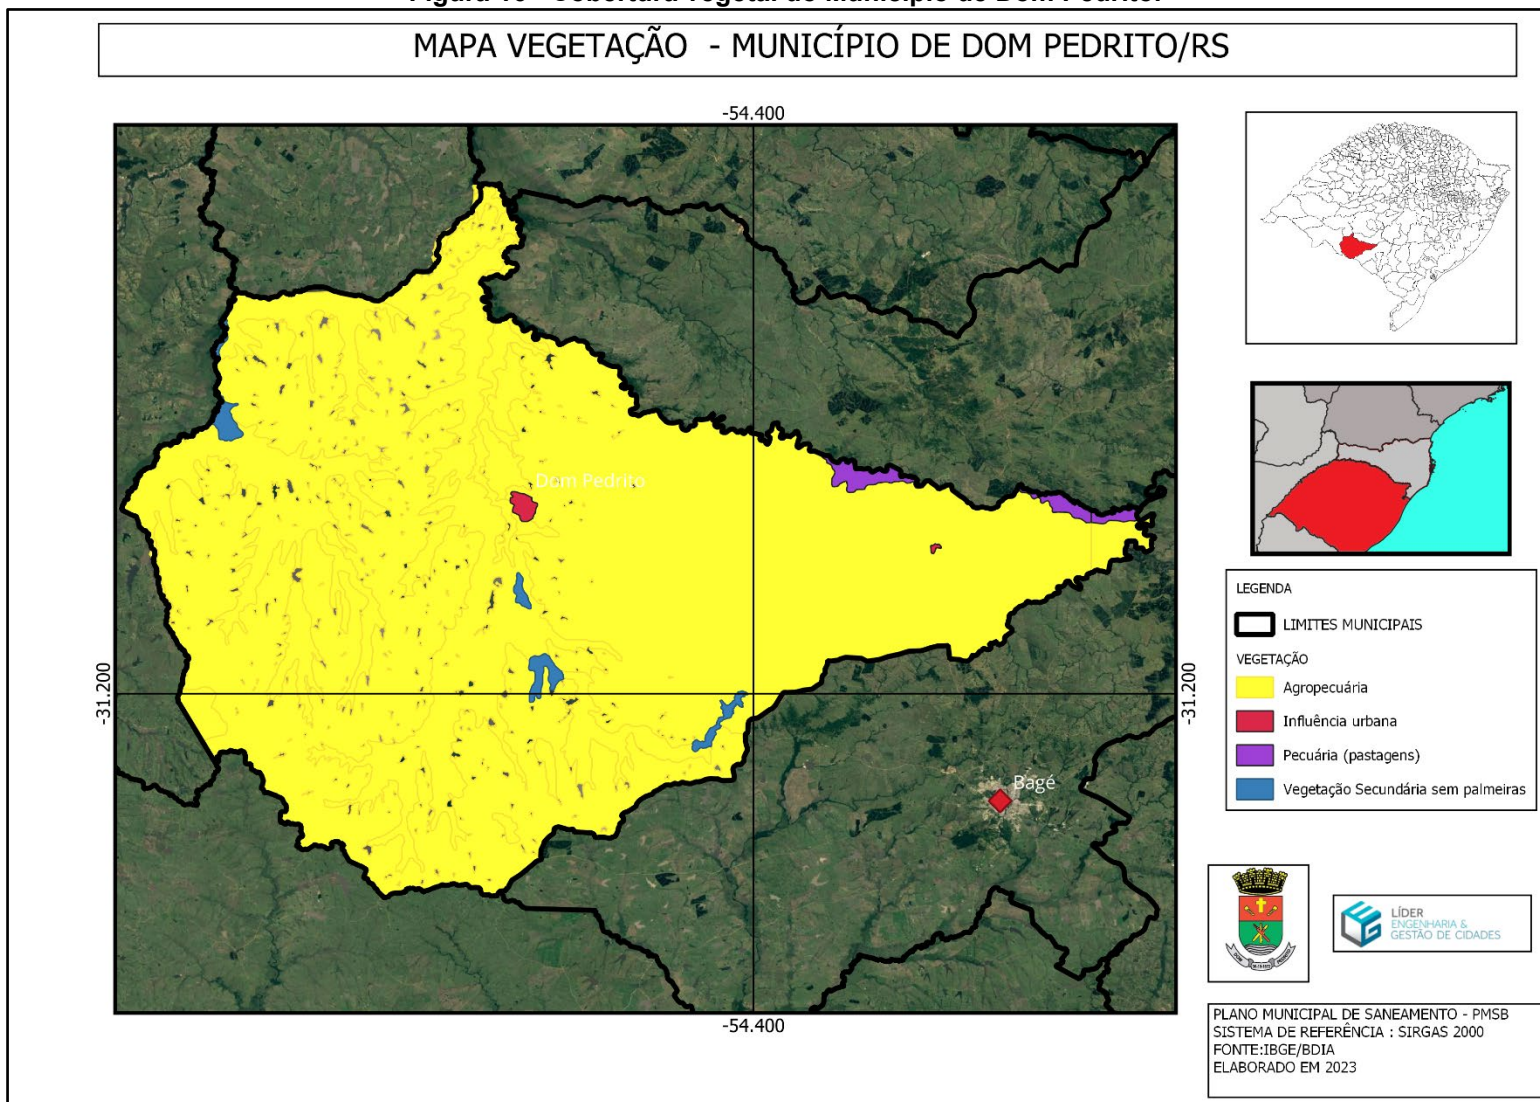 MAPA VEGETAÇÃO - MUNICÍPIO DE DOM PEDRITO/RS
-54.400
Dom Pedrito
-31.200
-31.200
Bagé
-54.400
LEGENDA
LIMITES MUNICIPAIS
VEGETAÇÃO
Agropecuária
Influência urbana
Pecuária (pastagens)
Vegetação Secundária sem palmeiras
DOM
PEDRITO
LÍDER
ENGENHARIA &
GESTÃO DE CIDADES
PLANO MUNICIPAL DE SANEAMENTO - PMSB
SISTEMA DE REFERÊNCIA : SIRGAS 2000
FONTE:IBGE/BDIA
ELABORADO EM 2023